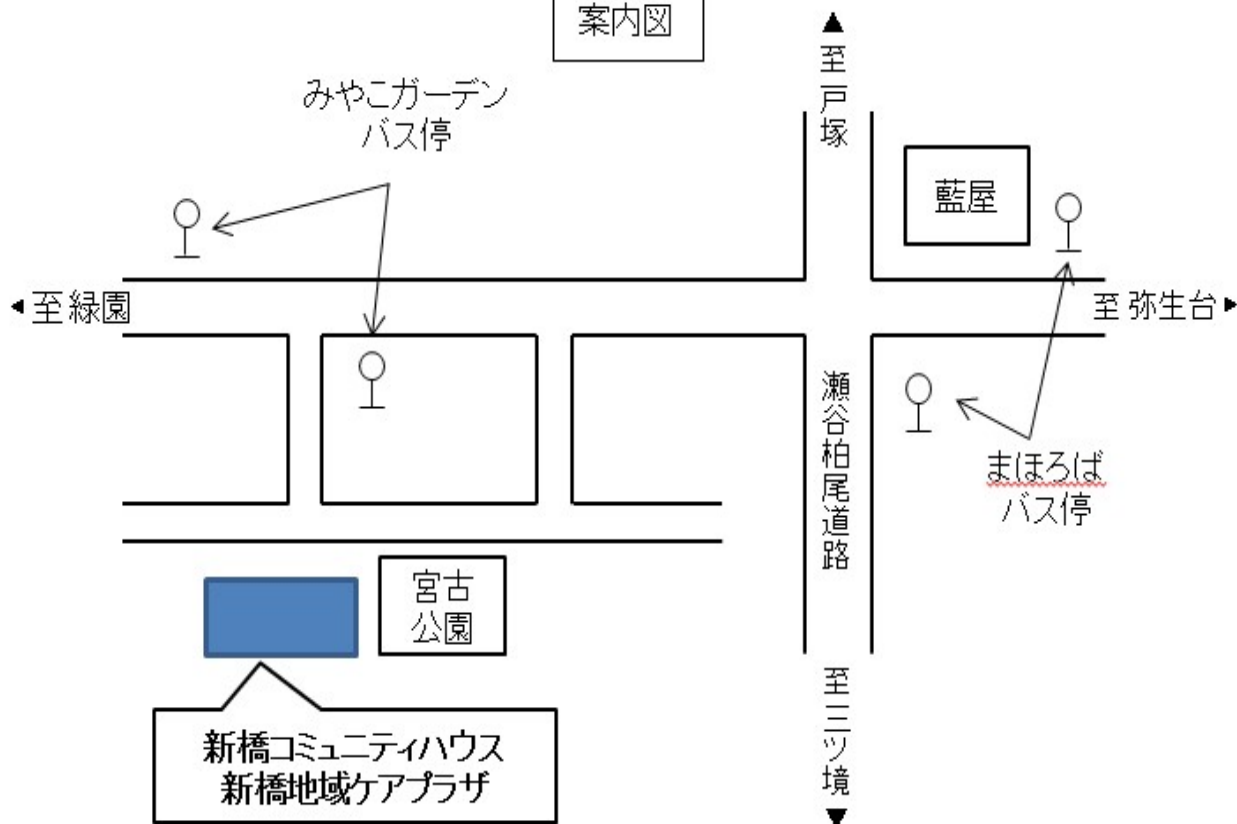 案内図
▲
至戸塚
みやこガーデン
バス停
藍屋
◀至緑園
至 弥生台▶
瀬谷柏尾道路
まほろば
バス停
宮古
公園
新橋コミュニティハウス
新橋地域ケアプラザ
至三ツ境
▼